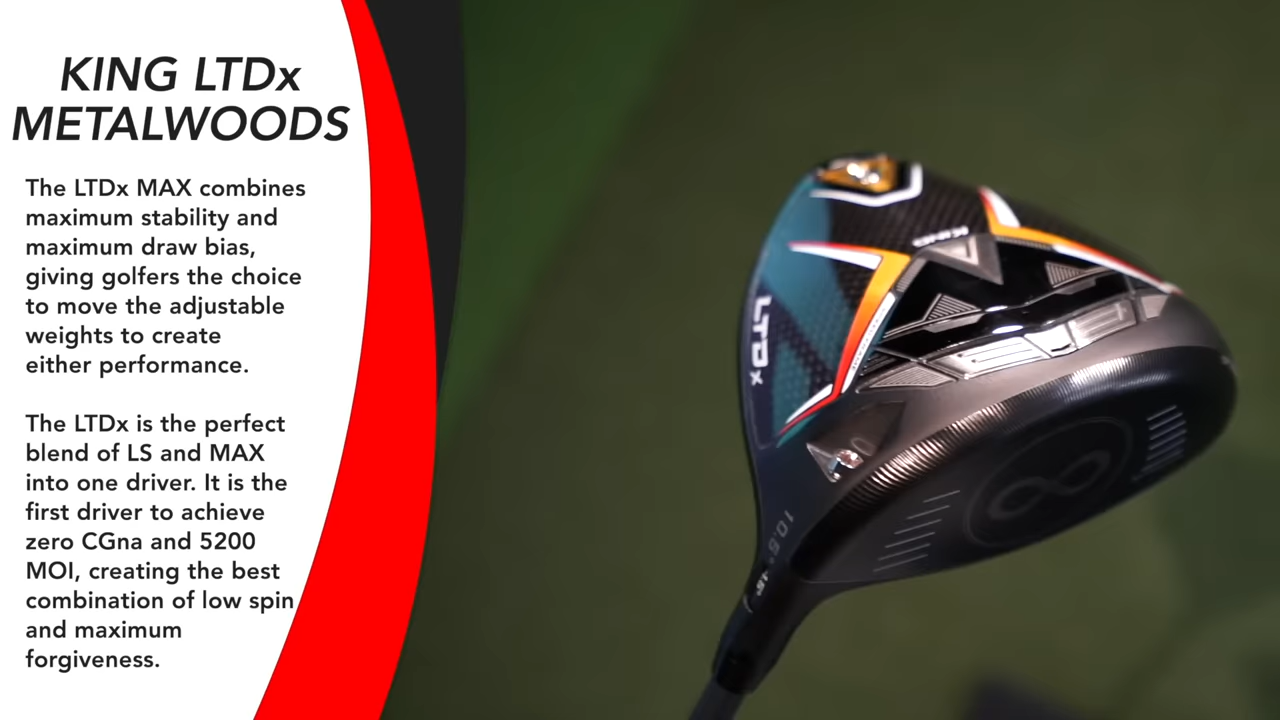 KING LTDx
METALWOODS
The LTDx MAX combines
maximum stability and
maximum draw bias,
giving golfers the choice
to move the adjustable
weights to create
either performance.
The LTDx is the perfect
blend of LS and MAX
into one driver. It is the
first driver to achieve
zero CGna and 5200
MOI, creating the best
combination of low spin
and maximum
forgiveness.
KING
LTDx
10.5°